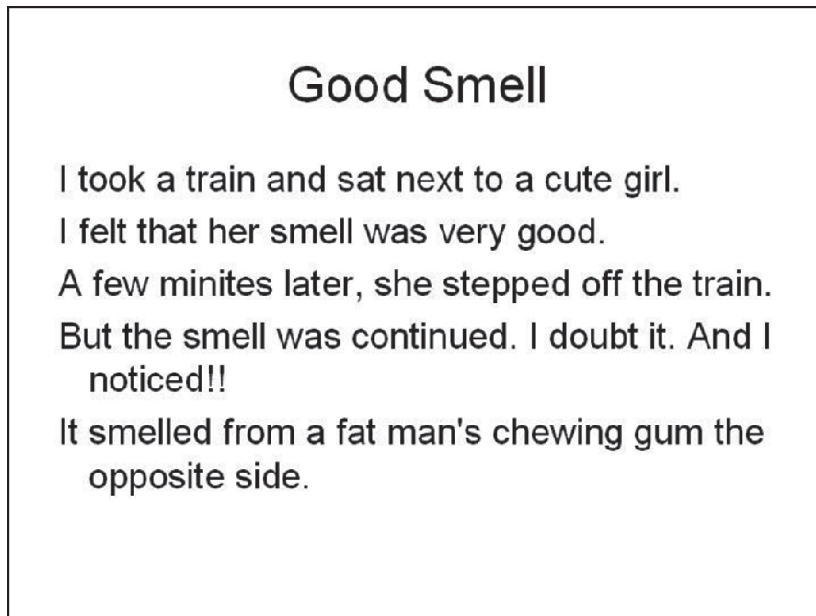 Good Smell
I took a train and sat next to a cute girl.
I felt that her smell was very good.
A few minites later, she stepped off the train.
But the smell was continued. I doubt it. And I
noticed!!
It smelled from a fat man's chewing gum the
opposite side.